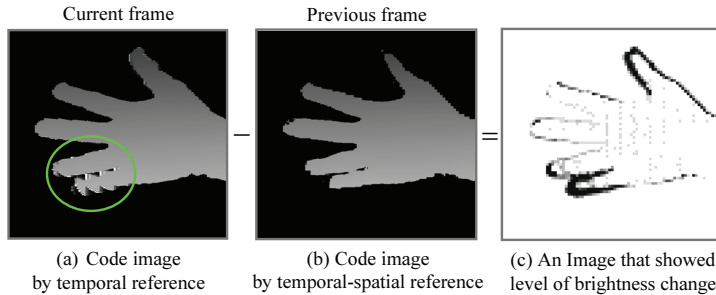 Current frame
Previous frame
−
=
(a) Code image
by temporal reference
(b) Code image
by temporal-spatial reference
(c) An Image that showed
level of brightness change